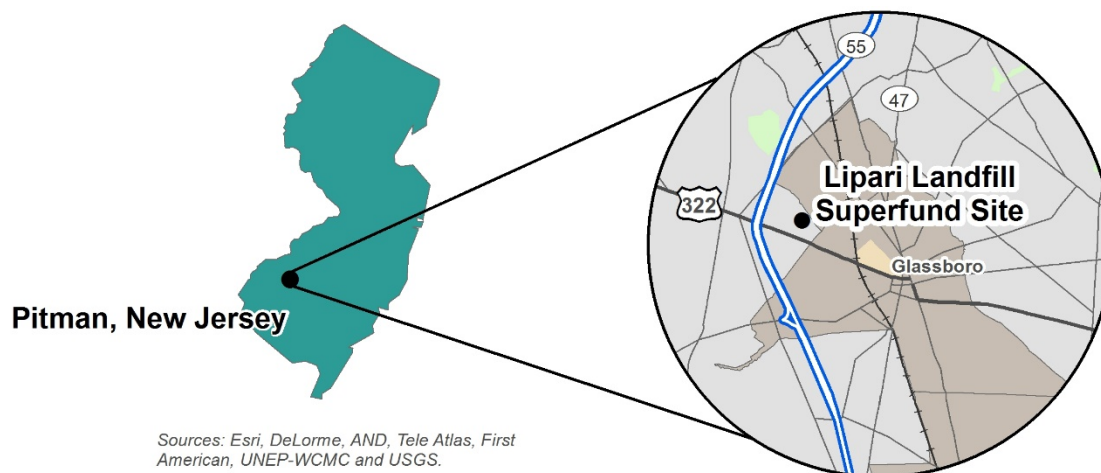 55
47
Lipari Landfill
Superfund Site
322
Glassboro
Pitman, New Jersey
Sources: Esri, DeLorme, AND, Tele Atlas, First
American, UNEP-WCMC and USGS.